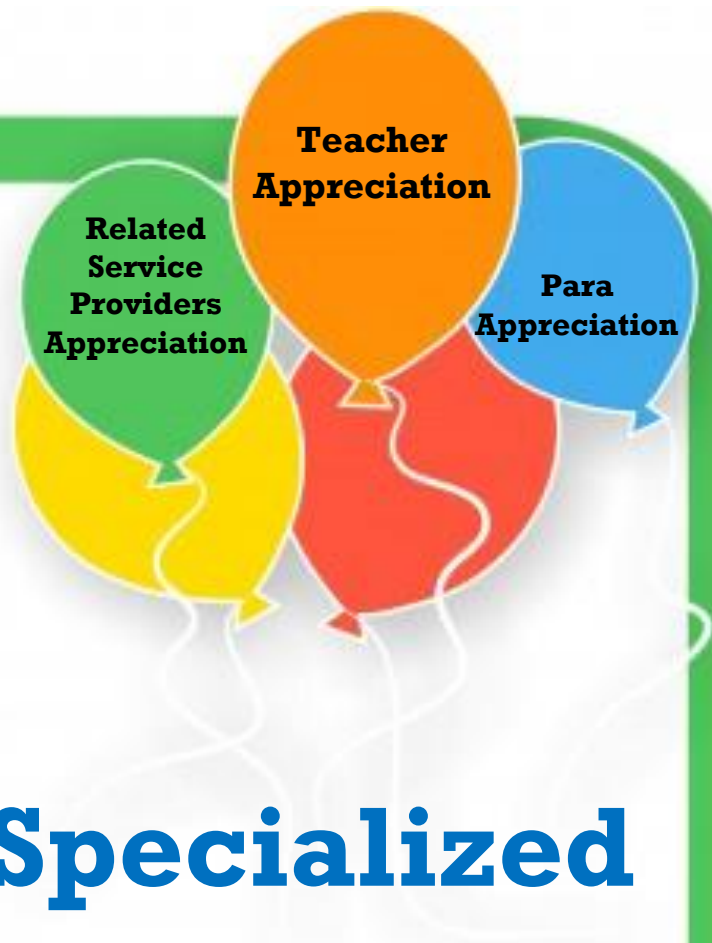 Teacher
Appreciation
Related
Service
Providers
Appreciation
Para
Appreciation
Specialized